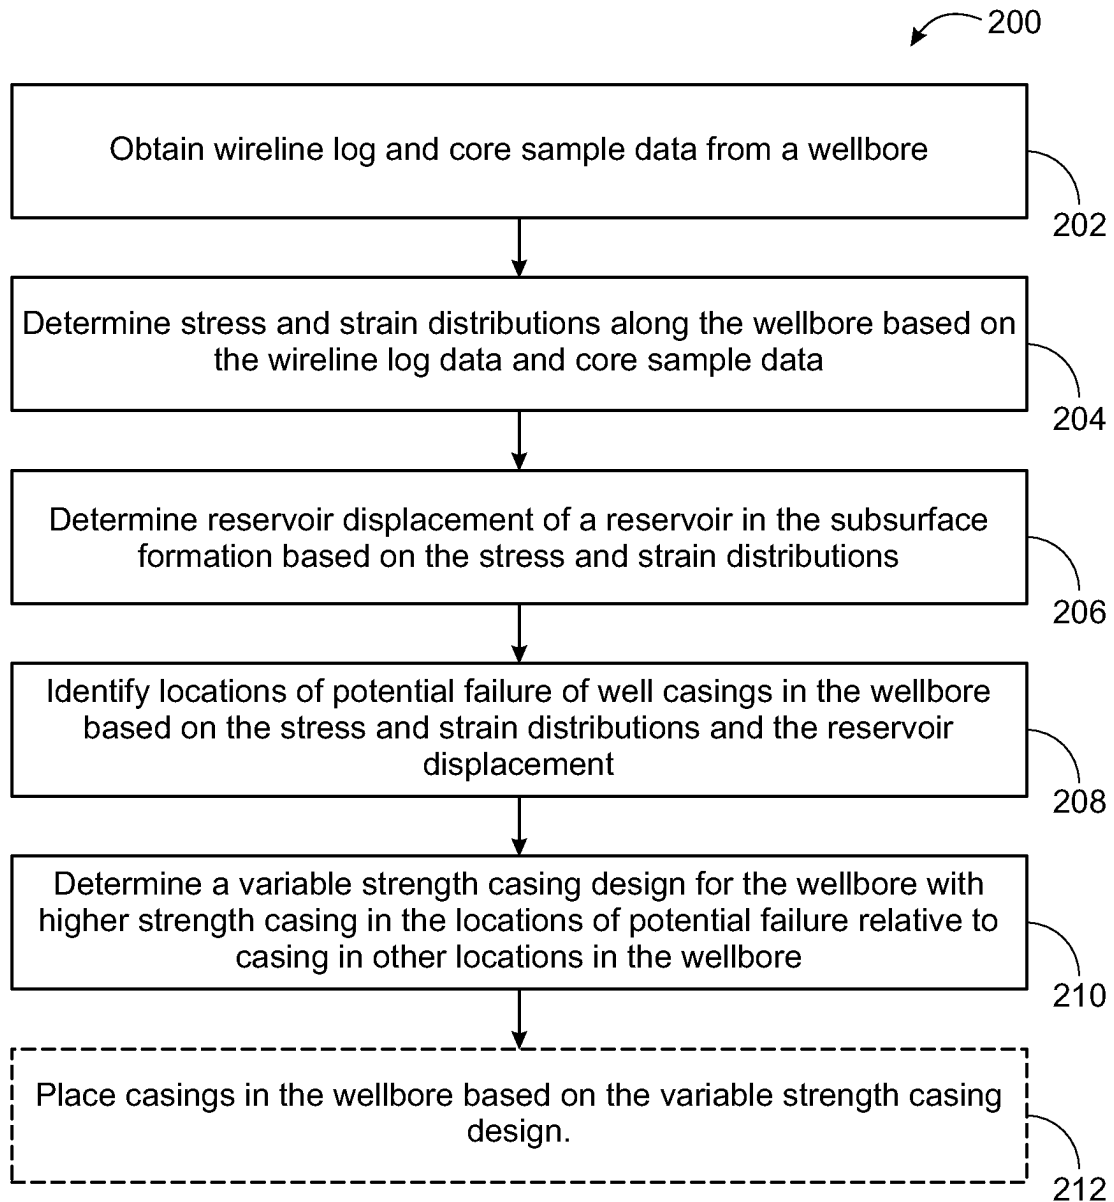 200
Obtain wireline log and core sample data from a wellbore
202
Determine stress and strain distributions along the wellbore based on
the wireline log data and core sample data
204
Determine reservoir displacement of a reservoir in the subsurface
formation based on the stress and strain distributions
206
Identify locations of potential failure of well casings in the wellbore
based on the stress and strain distributions and the reservoir
displacement
208
Determine a variable strength casing design for the wellbore with
higher strength casing in the locations of potential failure relative to
casing in other locations in the wellbore
210
Place casings in the wellbore based on the variable strength casing
design.
212